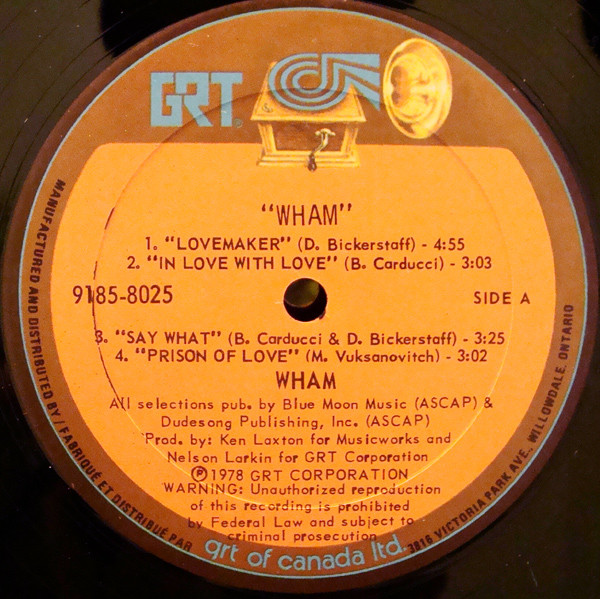 GRT®
"WHAM"
1. "LOVEMAKER" (D. Bickerstaff) - 4:55
2. "IN LOVE WITH LOVE" (B. Carducci) - 3:03
9185-8025
SIDE A
3. "SAY WHAT" (B. Carducci & D. Bickerstaff) - 3:25
4. "PRISON OF LOVE" (M. Vuksanovitch) - 3:02
WHAM
All selections pub. by Blue Moon Music (ASCAP) &
Dudesong Publishing, Inc. (ASCAP)
Prod. by: Ken Laxton for Musicworks and
Nelson Larkin for GRT Corporation
℗1978 GRT CORPORATION
WARNING: Unauthorized reproduction
of this recording is prohibited
by Federal Law and subject to
criminal prosecution
MANUFACTURED AND DISTRIBUTED BY / FABRIQUÉ ET DISTRIBUÉ PAR grt of canada ltd. 3816 VICTORIA PARK AVE., WILLOWDALE, ONTARIO